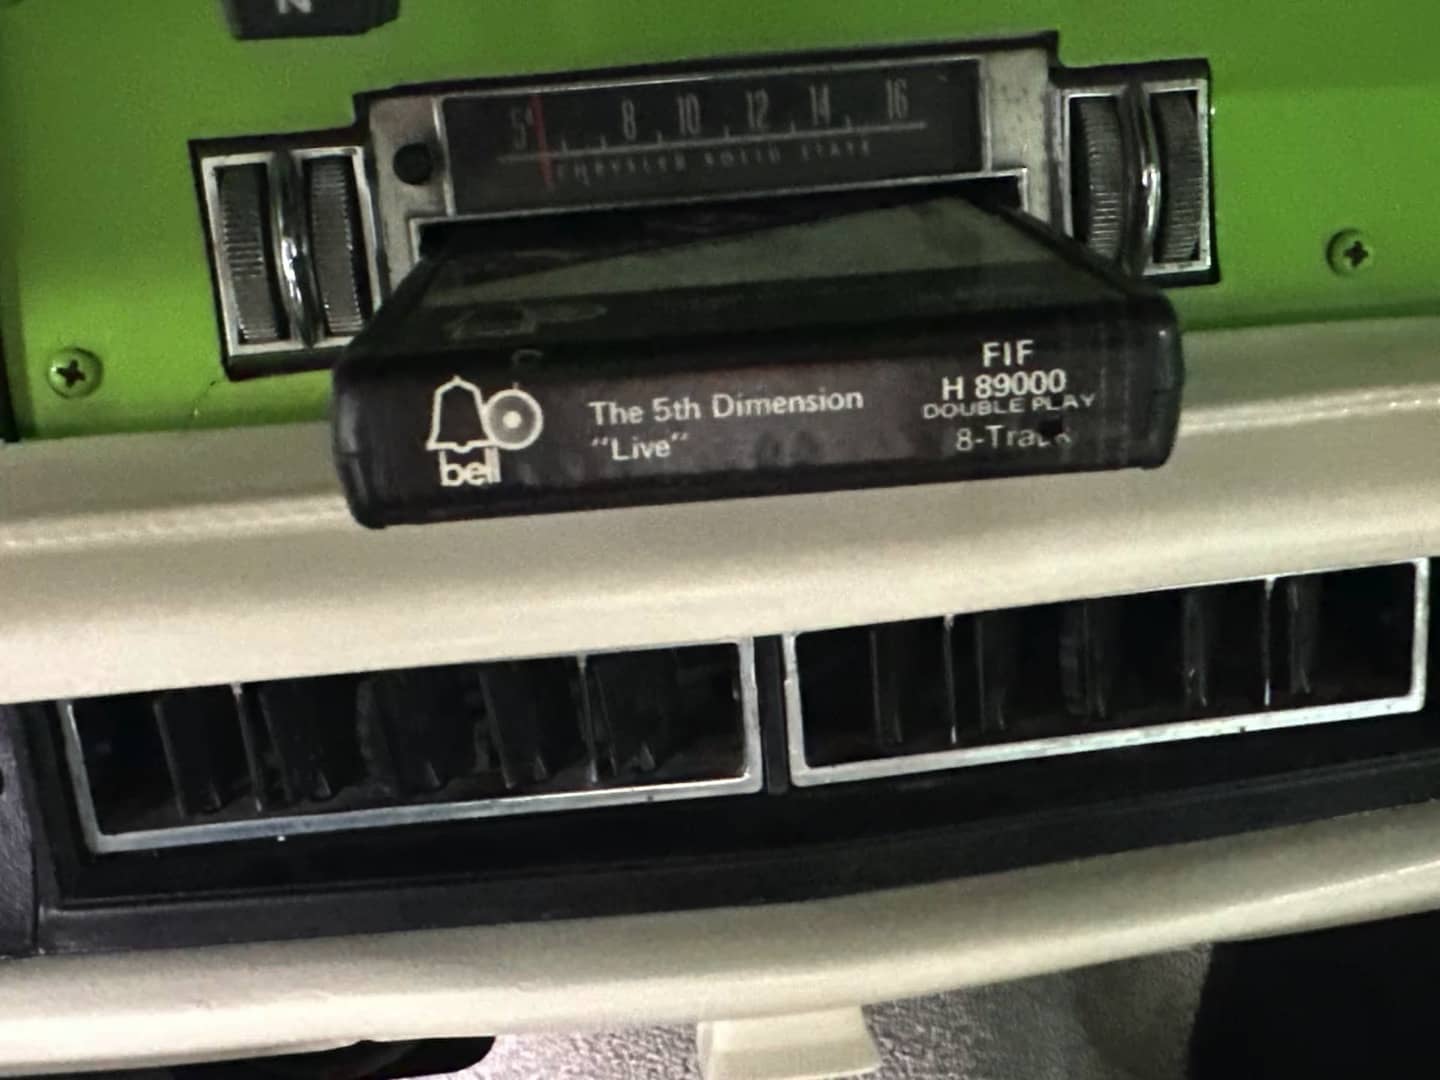 N
5 8 10 12 14 16
CHRYSLER SOLID STATE
bell
The 5th Dimension
"Live"
FIF
H 89000
DOUBLE PLAY
8-Track